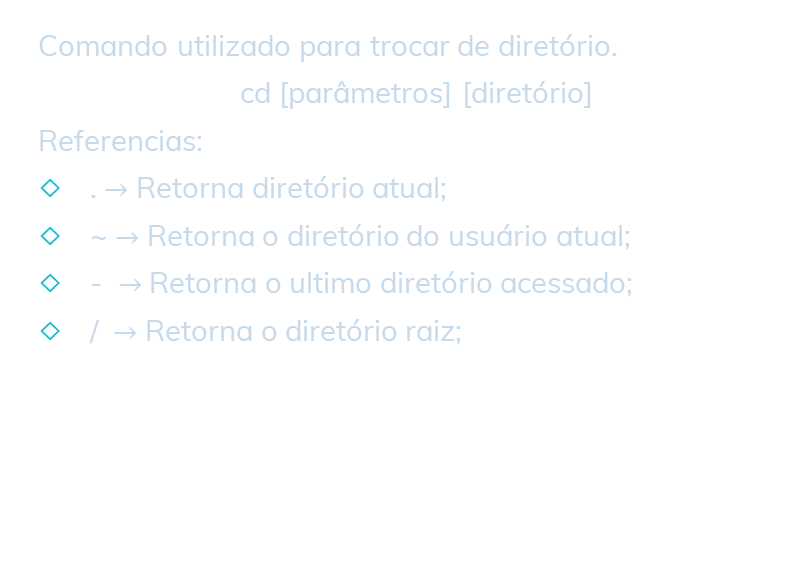 Comando utilizado para trocar de diretório.
cd [parâmetros] [diretório]
Referencias:
. → Retorna diretório atual;
~ → Retorna o diretório do usuário atual;
- → Retorna o ultimo diretório acessado;
/ → Retorna o diretório raiz;